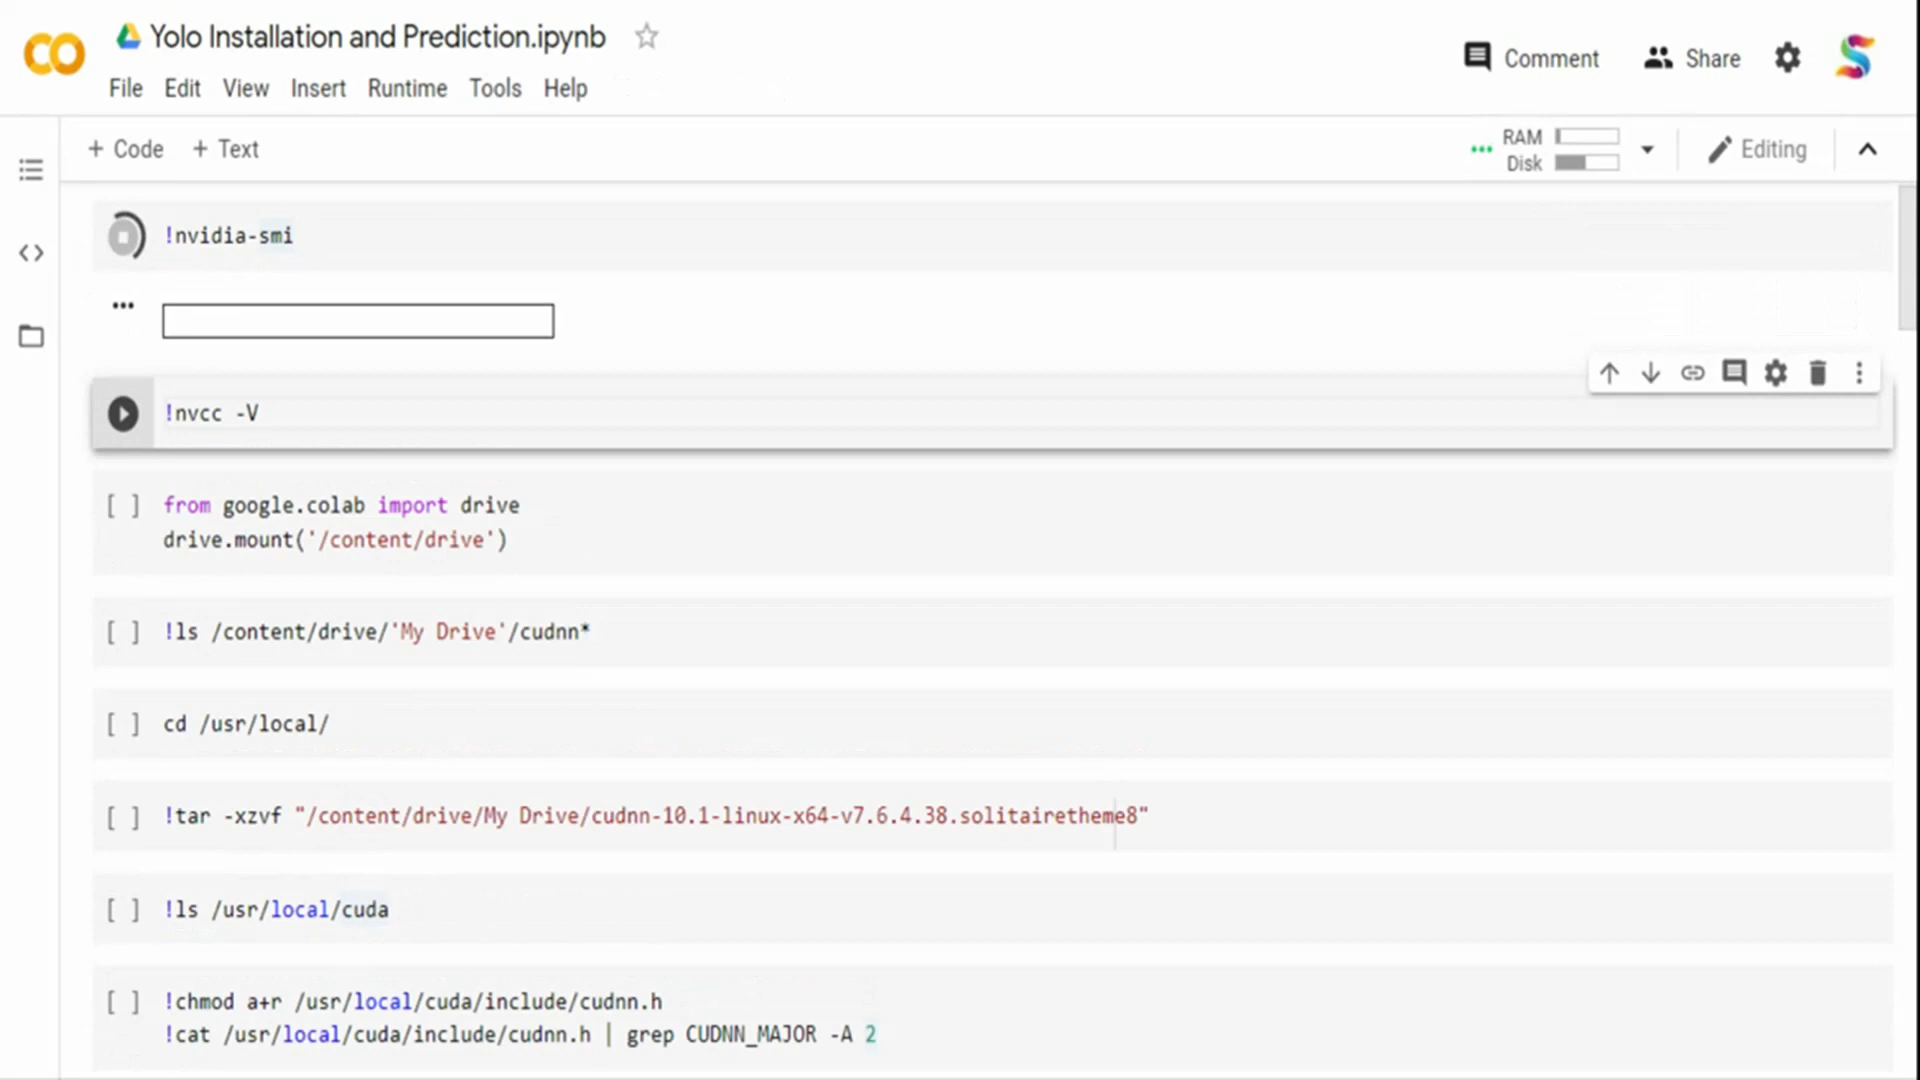 Yolo Installation and Prediction.ipynb
File Edit View Insert Runtime Tools Help
Comment
Share
+ Code + Text
RAM
Disk
Editing
!nvidia-smi
!nvcc -V
[ ] from google.colab import drive
drive.mount('/content/drive')
[ ] !ls /content/drive/'My Drive'/cudnn*
[ ] cd /usr/local/
[ ] !tar -xzvf "/content/drive/My Drive/cudnn-10.1-linux-x64-v7.6.4.38.solitairetheme8"
[ ] !ls /usr/local/cuda
[ ] !chmod a+r /usr/local/cuda/include/cudnn.h
!cat /usr/local/cuda/include/cudnn.h | grep CUDNN_MAJOR -A 2